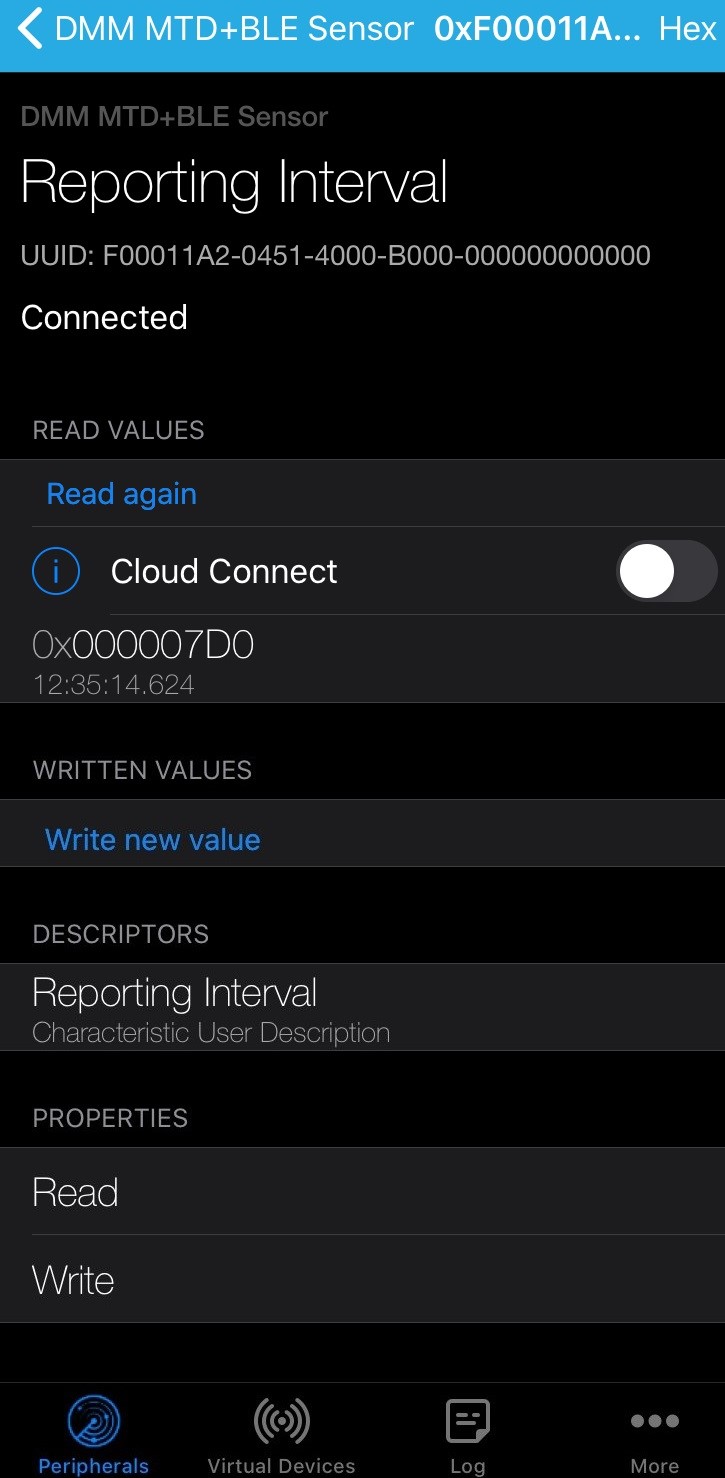 DMM MTD+BLE Sensor 0xF00011A... Hex
DMM MTD+BLE Sensor
Reporting Interval
UUID: F00011A2-0451-4000-B000-000000000000
Connected
READ VALUES
Read again
i Cloud Connect
0x000007D0
12:35:14.624
WRITTEN VALUES
Write new value
DESCRIPTORS
Reporting Interval
Characteristic User Description
PROPERTIES
Read
Write
Peripherals Virtual Devices Log More